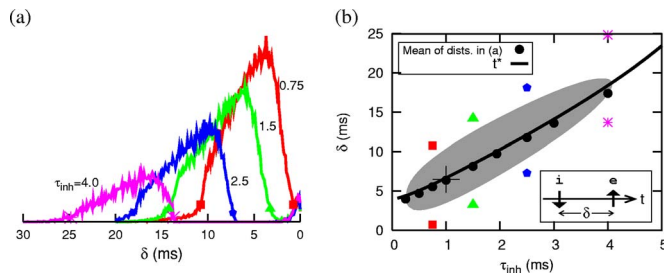 (a)
0.75
1.5
2.5
τinh=4.0
30 25 20 15 10 5 0
δ (ms)
(b)
Mean of dists. in (a)
t*
25
20
15
10
5
0
δ (ms)
i e
t
δ
0 1 2 3 4 5
τinh (ms)